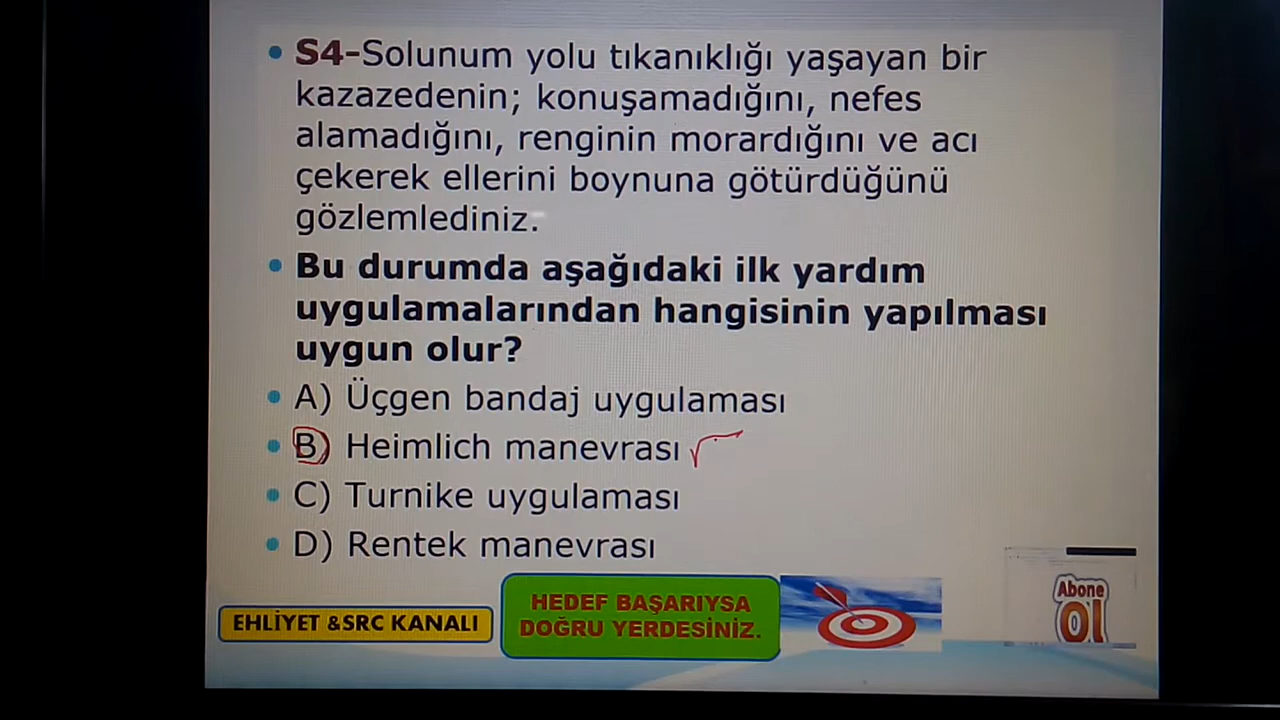 • S4-Solunum yolu tıkanıklığı yaşayan bir
kazazedenin; konuşamadığını, nefes
alamadığını, renginin morardığını ve acı
çekerek ellerini boynuna götürdüğünü
gözlemlediniz.
• Bu durumda aşağıdaki ilk yardım
uygulamalarından hangisinin yapılması
uygun olur?
• A) Üçgen bandaj uygulaması
• B) Heimlich manevrası
• C) Turnike uygulaması
• D) Rentek manevrası
EHLİYET &SRC KANALI
HEDEF BAŞARIYSA
DOĞRU YERDESİNİZ.
Abone
Ol